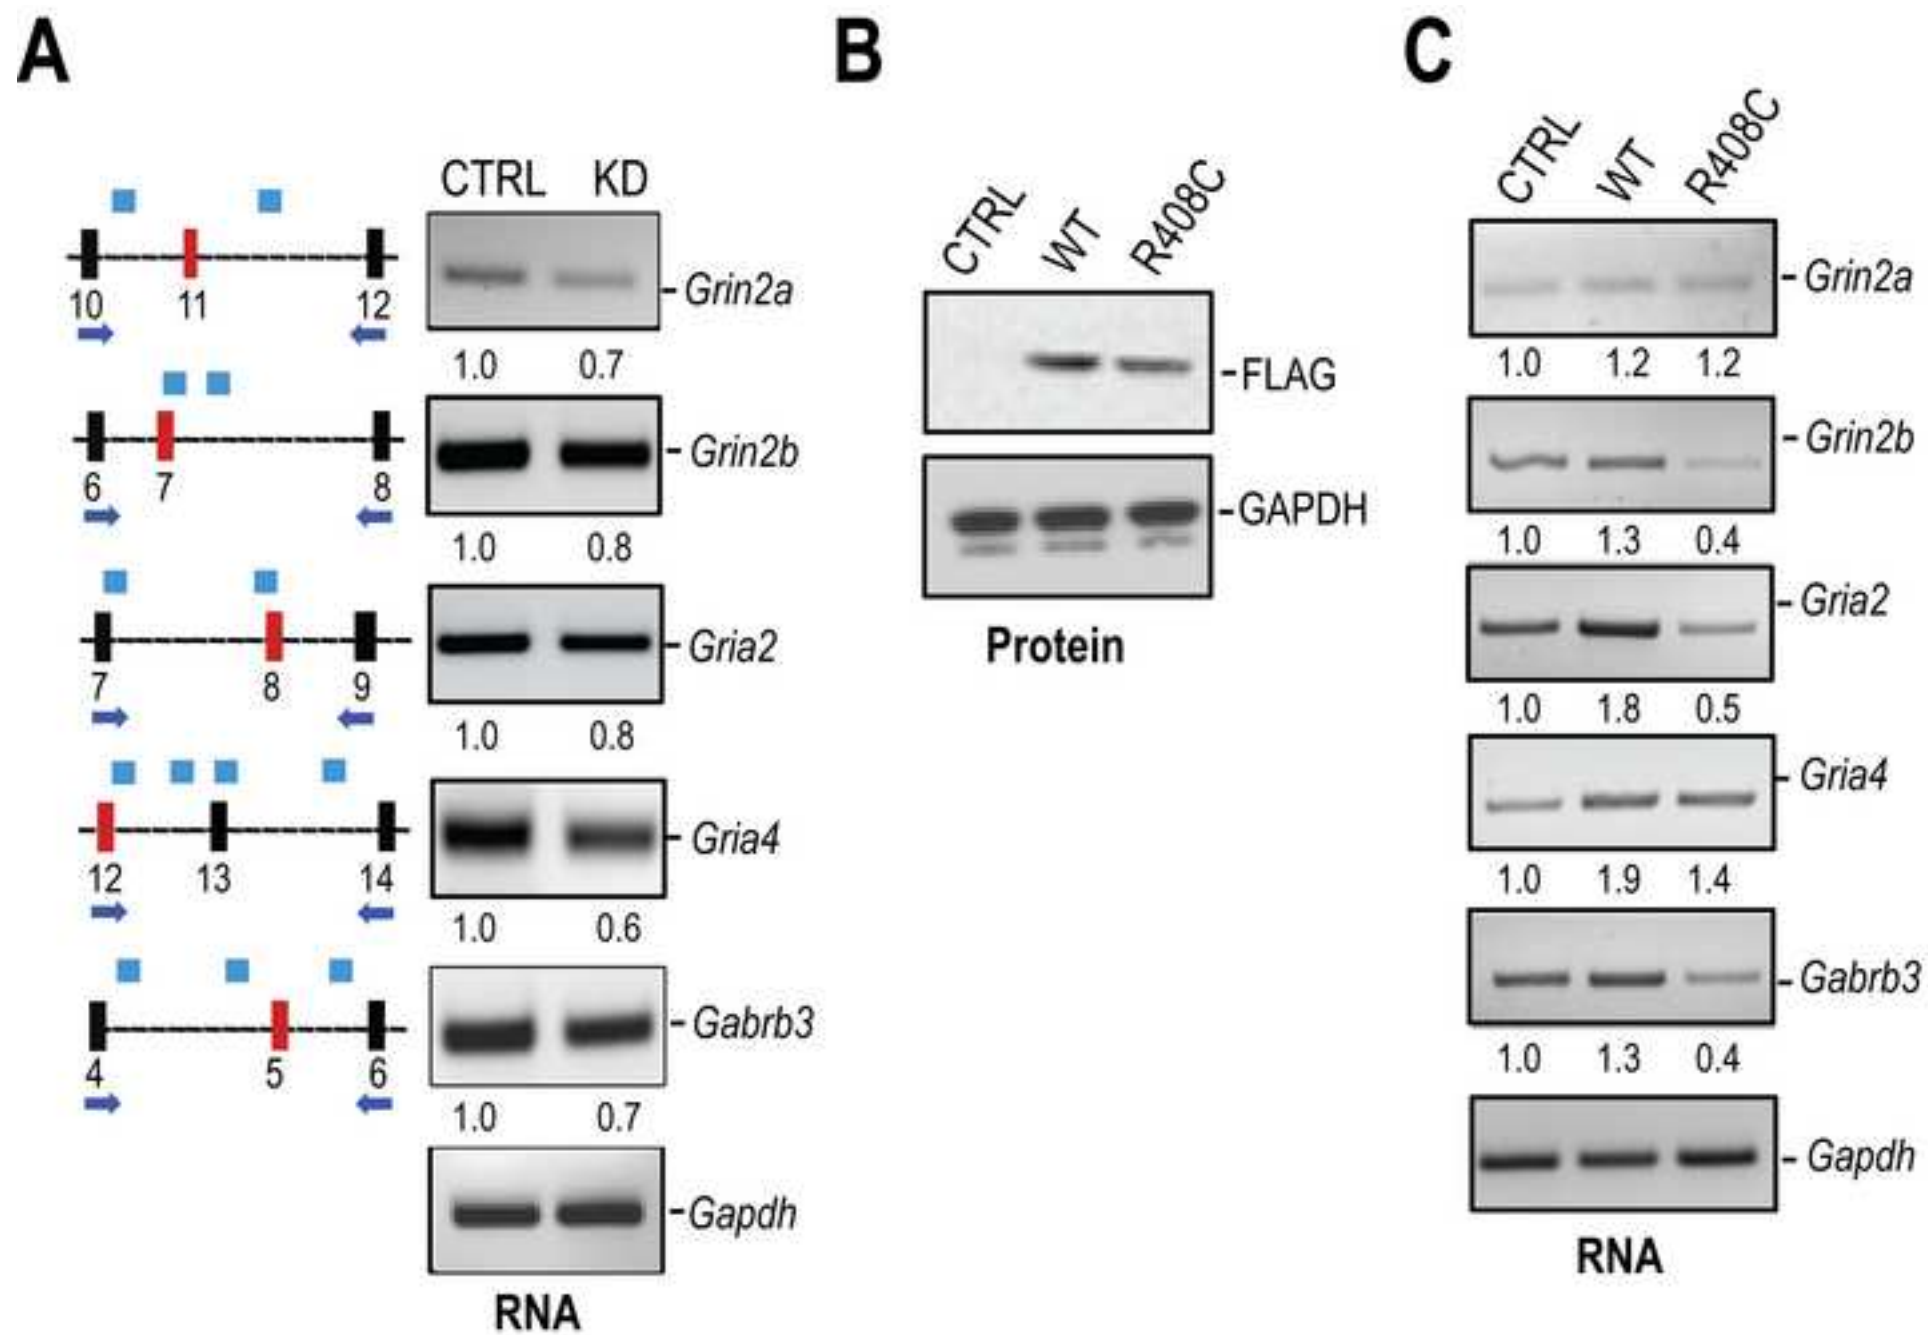 A
CTRL KD
10 11 12
-Grin2a
1.0 0.7
6 7 8
-Grin2b
1.0 0.8
7 8 9
-Gria2
1.0 0.8
12 13 14
-Gria4
1.0 0.6
4 5 6
-Gabrb3
1.0 0.7
-Gapdh
RNA
B
CTRL WT R408C
-FLAG
-GAPDH
Protein
C
CTRL WT R408C
-Grin2a
1.0 1.2 1.2
-Grin2b
1.0 1.3 0.4
-Gria2
1.0 1.8 0.5
-Gria4
1.0 1.9 1.4
-Gabrb3
1.0 1.3 0.4
-Gapdh
RNA